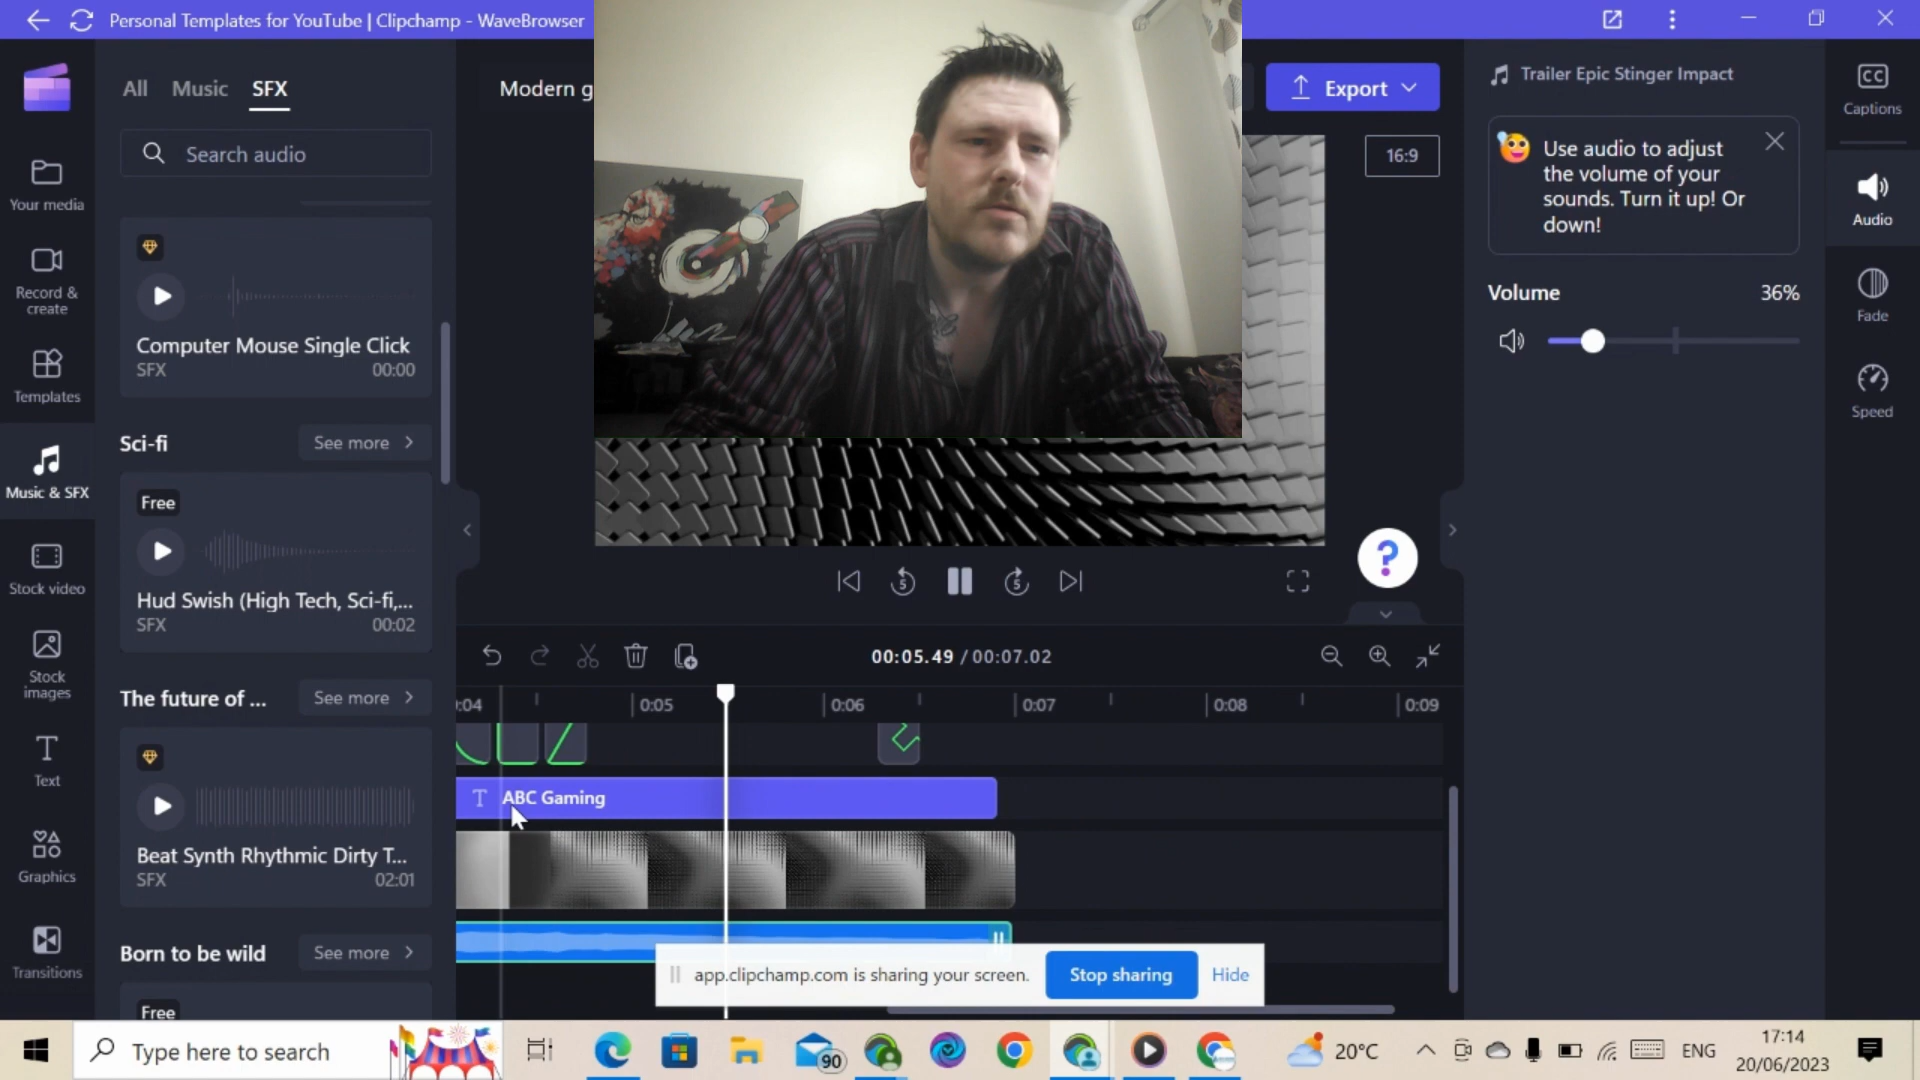 Personal Templates for YouTube | Clipchamp - WaveBrowser
Your media
Record &
create
Templates
Music & SFX
Stock video
Stock
images
Text
Graphics
Transitions
All
Music
SFX
Search audio
Computer Mouse Single Click
SFX
00:00
Sci-fi
See more
Free
Hud Swish (High Tech, Sci-fi,...
SFX
00:02
The future of ...
See more
Beat Synth Rhythmic Dirty T...
SFX
02:01
Born to be wild
See more
Free
Modern g
Export
16:9
5
5
?
00:05.49 / 00:07.02
:04
0:05
0:06
0:07
0:08
0:09
T ABC Gaming
app.clipchamp.com is sharing your screen.
Stop sharing
Hide
Trailer Epic Stinger Impact
Use audio to adjust
the volume of your
sounds. Turn it up! Or
down!
Volume
36%
CC
Captions
Audio
Fade
Speed
Type here to search
90
20°C
ENG
17:14
20/06/2023